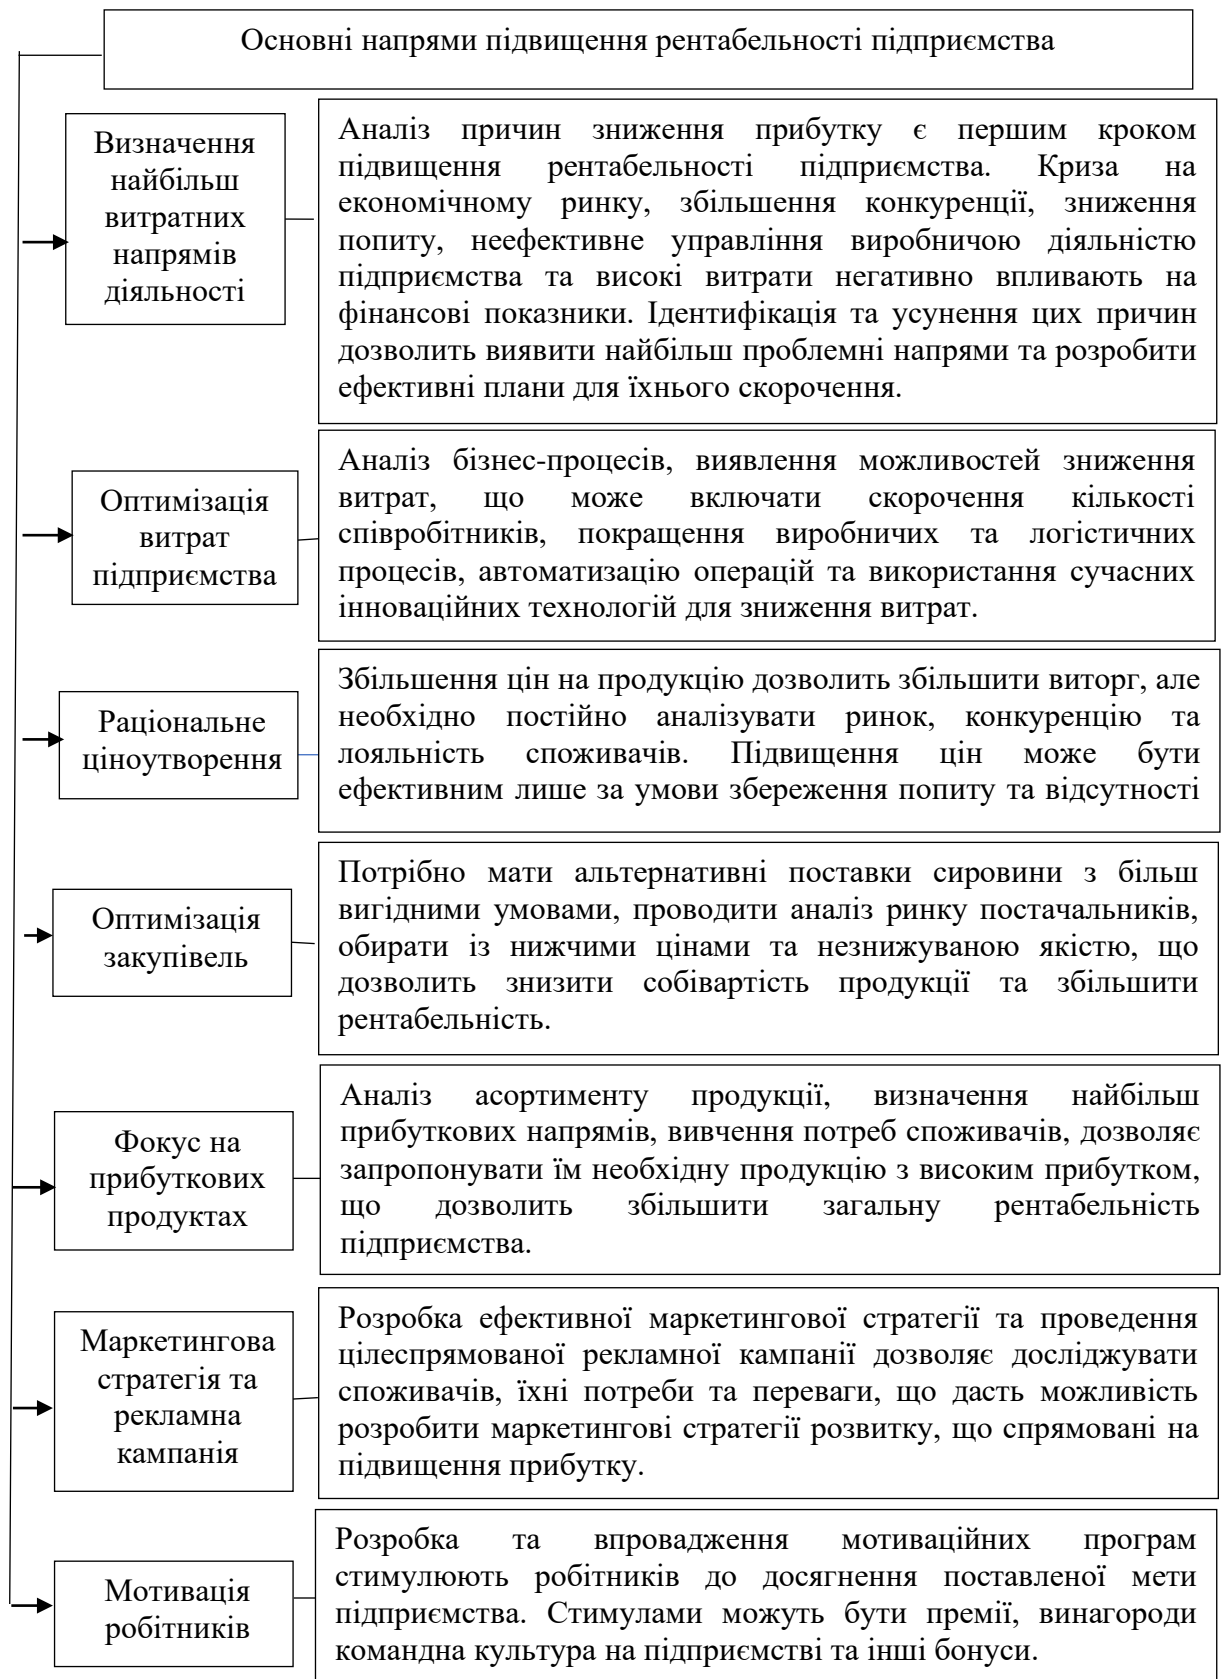 Основні напрями підвищення рентабельності підприємства
Визначення
найбільш
витратних
напрямів
діяльності
Аналіз причин зниження прибутку є першим кроком
підвищення рентабельності підприємства. Криза на
економічному ринку, збільшення конкуренції, зниження
попиту, неефективне управління виробничою діяльністю
підприємства та високі витрати негативно впливають на
фінансові показники. Ідентифікація та усунення цих причин
дозволить виявити найбільш проблемні напрями та розробити
ефективні плани для їхнього скорочення.
Оптимізація
витрат
підприємства
Аналіз бізнес-процесів, виявлення можливостей зниження
витрат, що може включати скорочення кількості
співробітників, покращення виробничих та логістичних
процесів, автоматизацію операцій та використання сучасних
інноваційних технологій для зниження витрат.
Раціональне
ціноутворення
Збільшення цін на продукцію дозволить збільшити виторг, але
необхідно постійно аналізувати ринок, конкуренцію та
лояльність споживачів. Підвищення цін може бути
ефективним лише за умови збереження попиту та відсутності
Оптимізація
закупівель
Потрібно мати альтернативні поставки сировини з більш
вигідними умовами, проводити аналіз ринку постачальників,
обирати із нижчими цінами та незнижуваною якістю, що
дозволить знизити собівартість продукції та збільшити
рентабельність.
Фокус на
прибуткових
продуктах
Аналіз асортименту продукції, визначення найбільш
прибуткових напрямів, вивчення потреб споживачів, дозволяє
запропонувати їм необхідну продукцію з високим прибутком,
що дозволить збільшити загальну рентабельність
підприємства.
Маркетингова
стратегія та
рекламна
кампанія
Розробка ефективної маркетингової стратегії та проведення
цілеспрямованої рекламної кампанії дозволяє досліджувати
споживачів, їхні потреби та переваги, що дасть можливість
розробити маркетингові стратегії розвитку, що спрямовані на
підвищення прибутку.
Мотивація
робітників
Розробка та впровадження мотиваційних програм
стимулюють робітників до досягнення поставленої мети
підприємства. Стимулами можуть бути премії, винагороди
командна культура на підприємстві та інші бонуси.